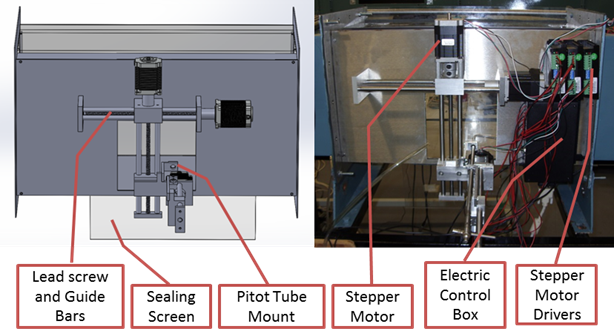 Lead screw
and Guide
Bars
Sealing
Screen
Pitot Tube
Mount
Stepper
Motor
Electric
Control
Box
Stepper
Motor
Drivers